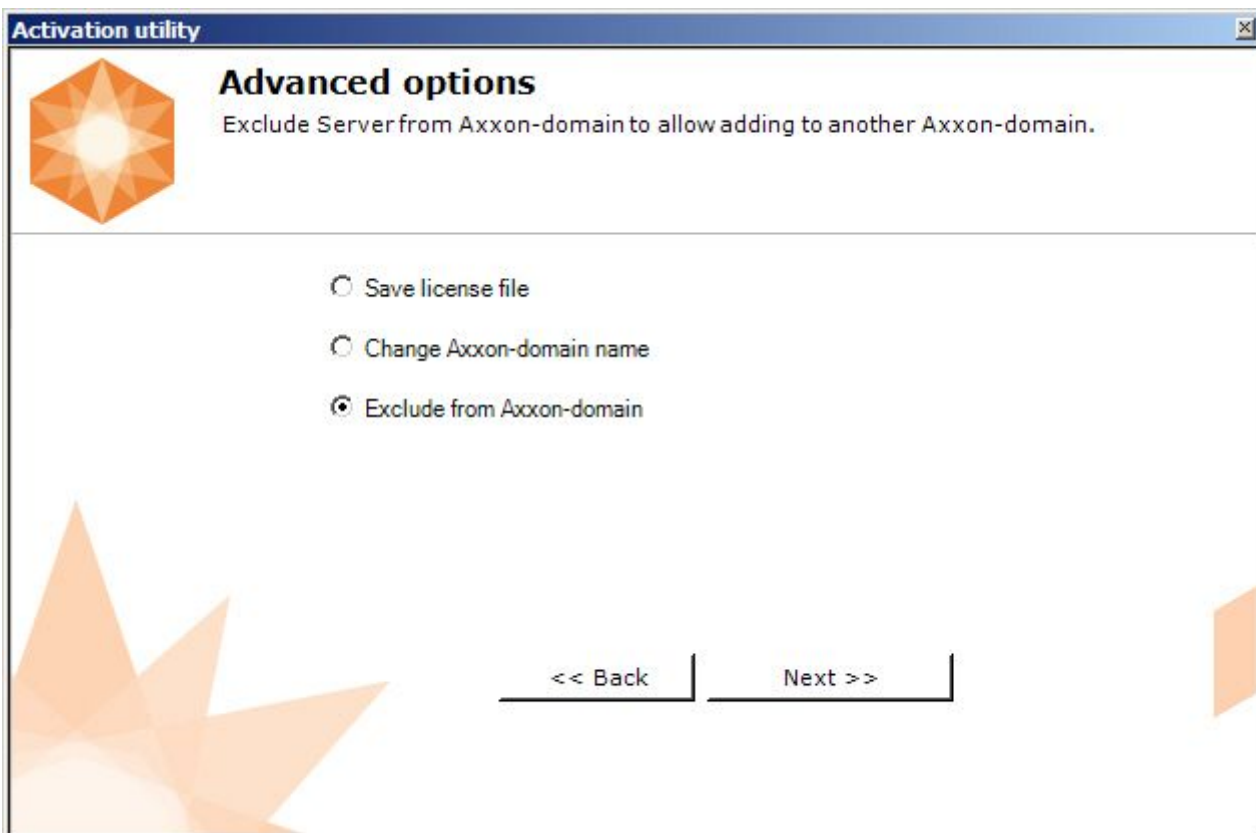 Activation utility
Advanced options
Exclude Server from Axxon-domain to allow adding to another Axxon-domain.
Save license file
Change Axxon-domain name
Exclude from Axxon-domain
<< Back
Next >>